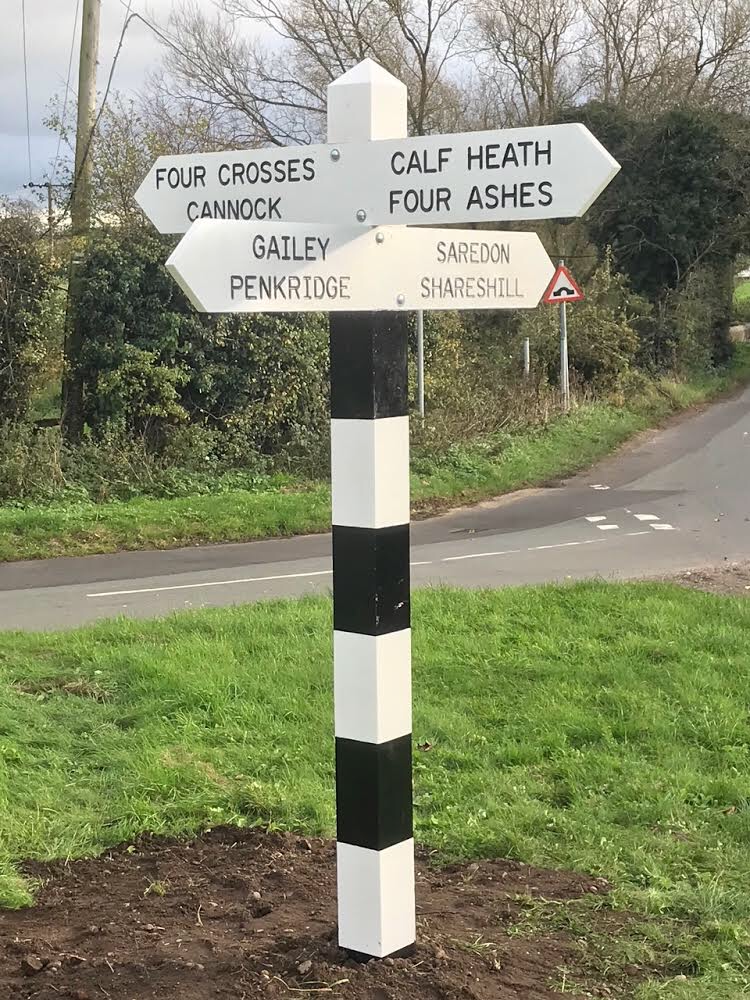 FOUR CROSSES
CANNOCK
CALF HEATH
FOUR ASHES
GAILEY
PENKRIDGE
SAREDON
SHARESHILL